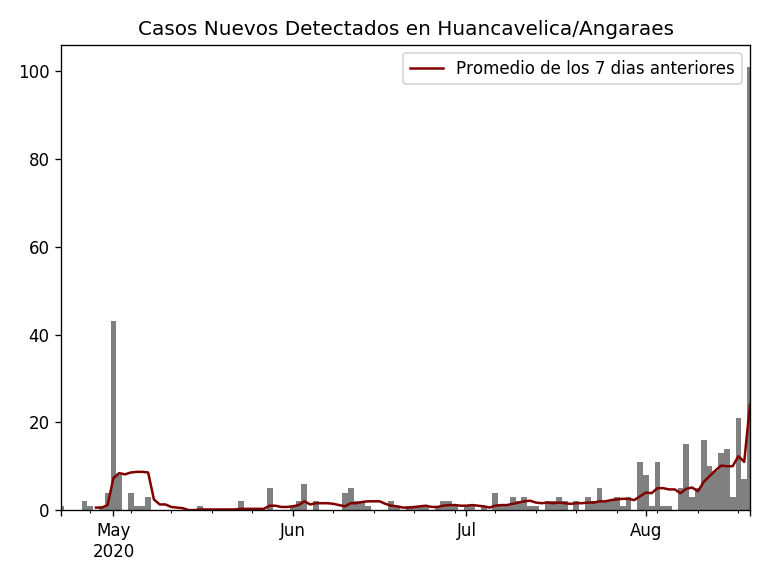 Casos Nuevos Detectados en Huancavelica/Angaraes
Promedio de los 7 dias anteriores
100
80
60
40
20
0
May Jun Jul Aug
2020